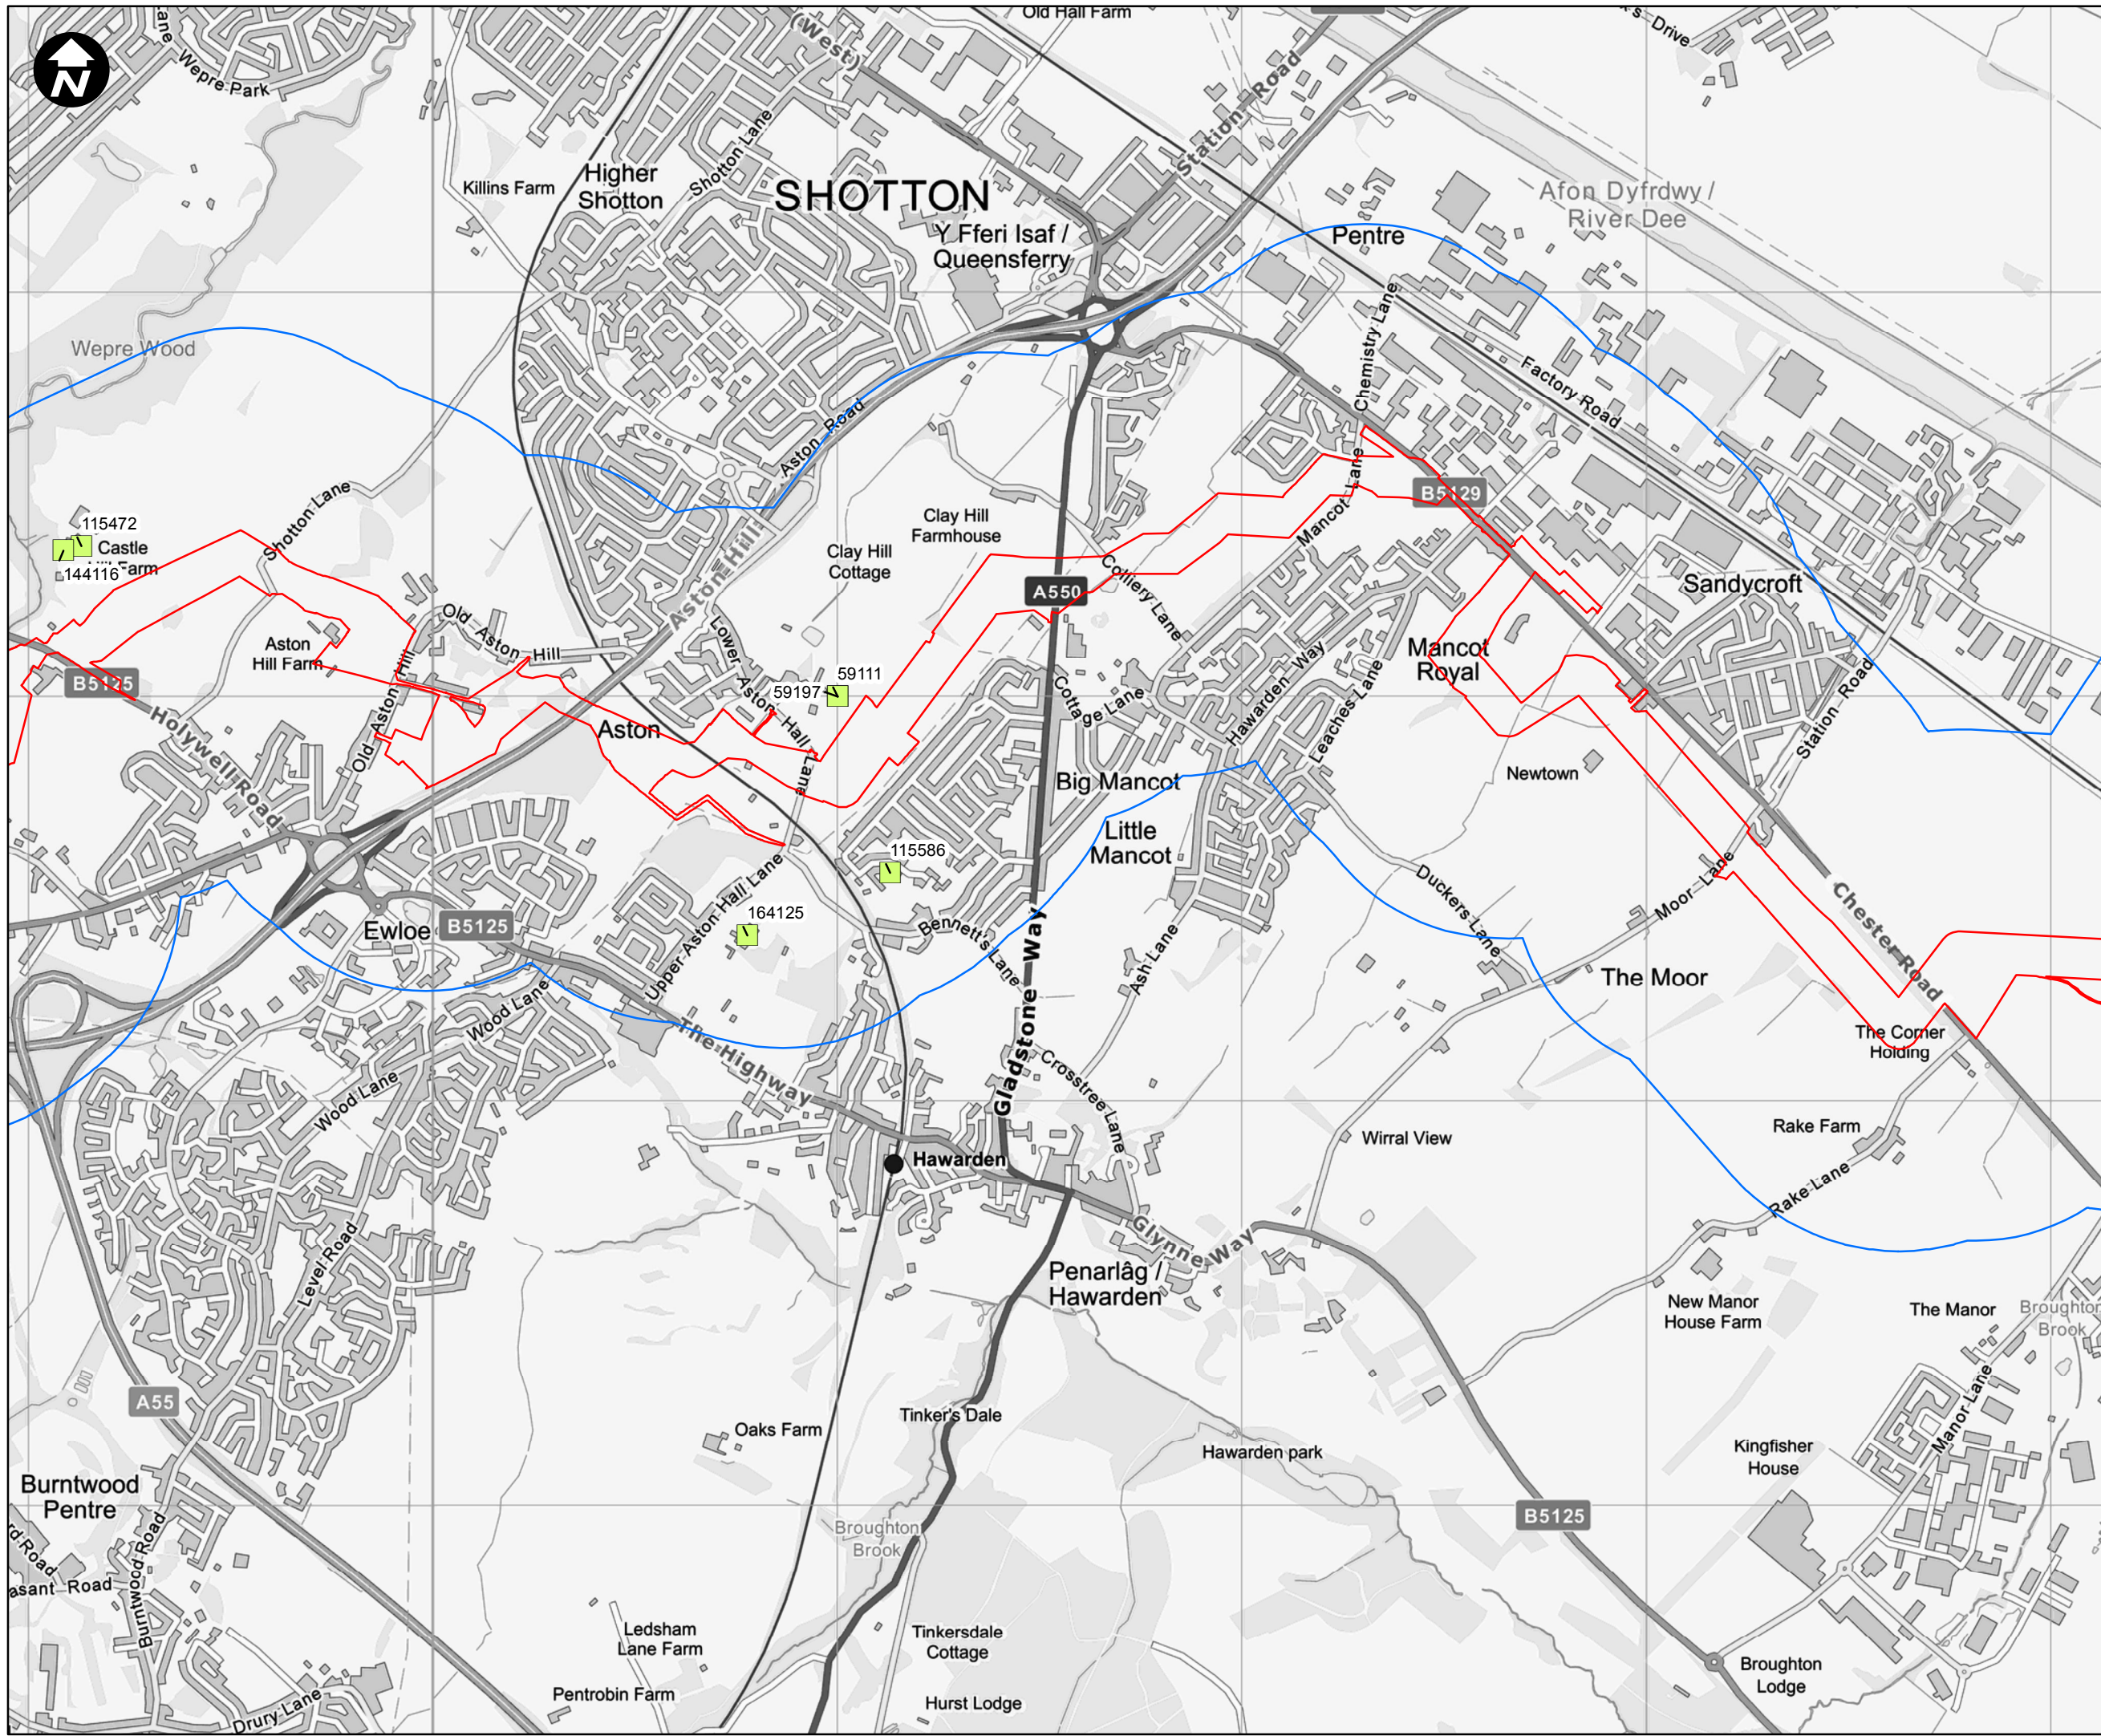 Old Hall Farm
(West)
Lane
Wepre Park
's Drive
N
Station Road
Shotton Lane
Killins Farm
Higher
Shotton
SHOTTON
Y Fferi Isaf /
Queensferry
Pentre
Afon Dyfrdwy /
River Dee
Wepre Wood
Chemistry Lane
Factory Road
Aston Road
Shotton Lane
B5129
115472
Castle
Hill Farm
144116
Clay Hill
Farmhouse
Clay Hill
Cottage
Mancot Lane
Aston Hill
A550
Colliery Lane
Sandycroft
Old Aston Hill
Aston
Hill Farm
Lower Aston Hall Lane
Mancot
Royal
B5125
59111
59197
Cottage Lane
Hawarden Way
Leaches Lane
Station Road
Old Aston Hill
Holywell Road
Aston
Big Mancot
Newtown
Little
Mancot
115586
164125
Duckers Lane
Moor Lane
Chester Road
Ewloe
B5125
Upper Aston Hall Lane
Bennett's Lane
Gladstone Way
Ash Lane
The Moor
Wood Lane
The Highway
The Corner
Holding
Wood Lane
Crosstree Lane
Hawarden
Wirral View
Rake Farm
Rake Lane
Level Road
Glynne Way
Penarlâg /
Hawarden
New Manor
House Farm
The Manor
Broughton
Brook
A55
Oaks Farm
Tinker's Dale
Hawarden park
Kingfisher
House
Manor Lane
Burntwood
Pentre
Broughton
Brook
B5125
rd Road
asant Road
Burntwood Road
Ledsham
Lane Farm
Tinkersdale
Cottage
Broughton
Lodge
Pentrobin Farm
Hurst Lodge
Drury Lane